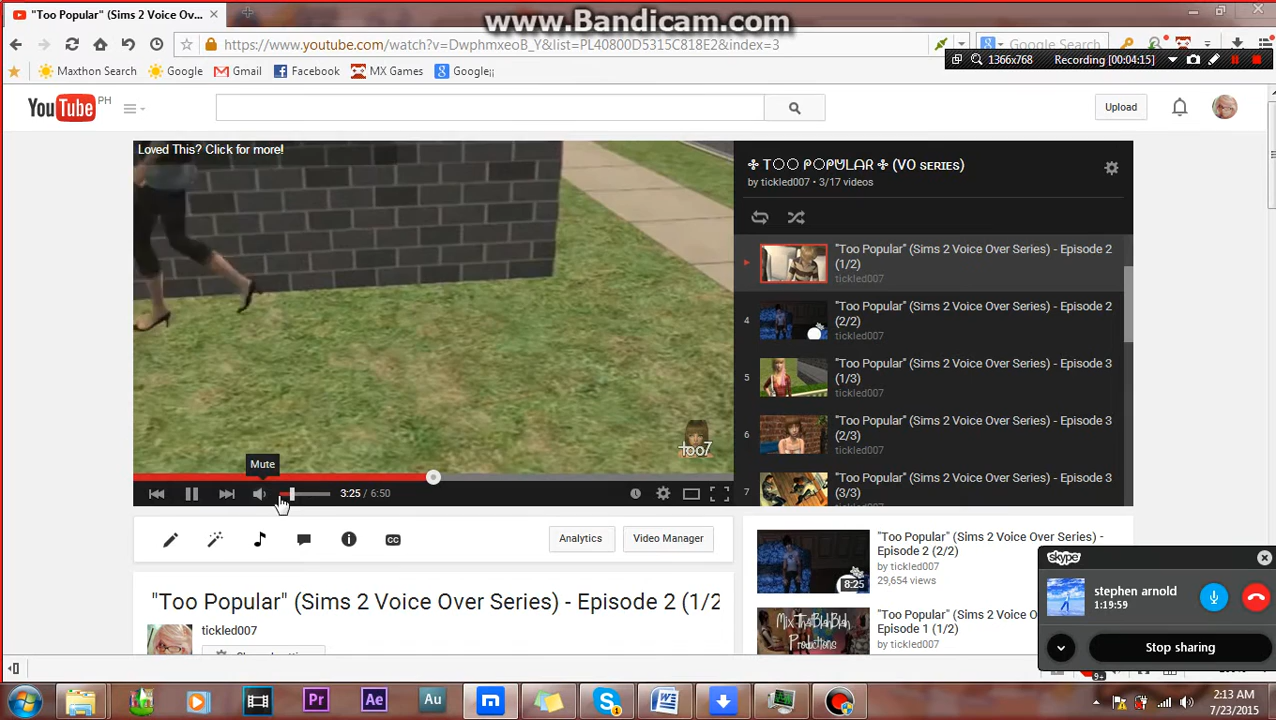 "Too Popular" (Sims 2 Voice Ov...
www.Bandicam.com
https://www.youtube.com/watch?v=
Google Search
Maxthon Search
Google
Gmail
Facebook
MX Games
Google¡¡
1366x768
Recording [00:04:15]
YouTube PH
Upload
Loved This? Click for more!
too7
Mute
3:25 / 6:50
✤ TOO POPULAR ✤ (VO SERIES)
by tickled007 • 3/17 videos
"Too Popular" (Sims 2 Voice Over Series) - Episode 2
(1/2)
tickled007
4
"Too Popular" (Sims 2 Voice Over Series) - Episode 2
(2/2)
tickled007
5
"Too Popular" (Sims 2 Voice Over Series) - Episode 3
(1/3)
tickled007
6
"Too Popular" (Sims 2 Voice Over Series) - Episode 3
(2/3)
tickled007
7
"Too Popular" (Sims 2 Voice Over Series) - Episode 3
(3/3)
tickled007
CC
Analytics
Video Manager
"Too Popular" (Sims 2 Voice Over Series) - Episode 2 (1/2
tickled007
8:25
"Too Popular" (Sims 2 Voice Over Series) -
Episode 2 (2/2)
by tickled007
29,654 views
"Too Popular" (Sims 2 Voice Over Series) -
Episode 1 (1/2)
by tickled007
skype
stephen arnold
1:19:59
Stop sharing
9+
Pr
Ae
Au
2:13 AM
7/23/2015